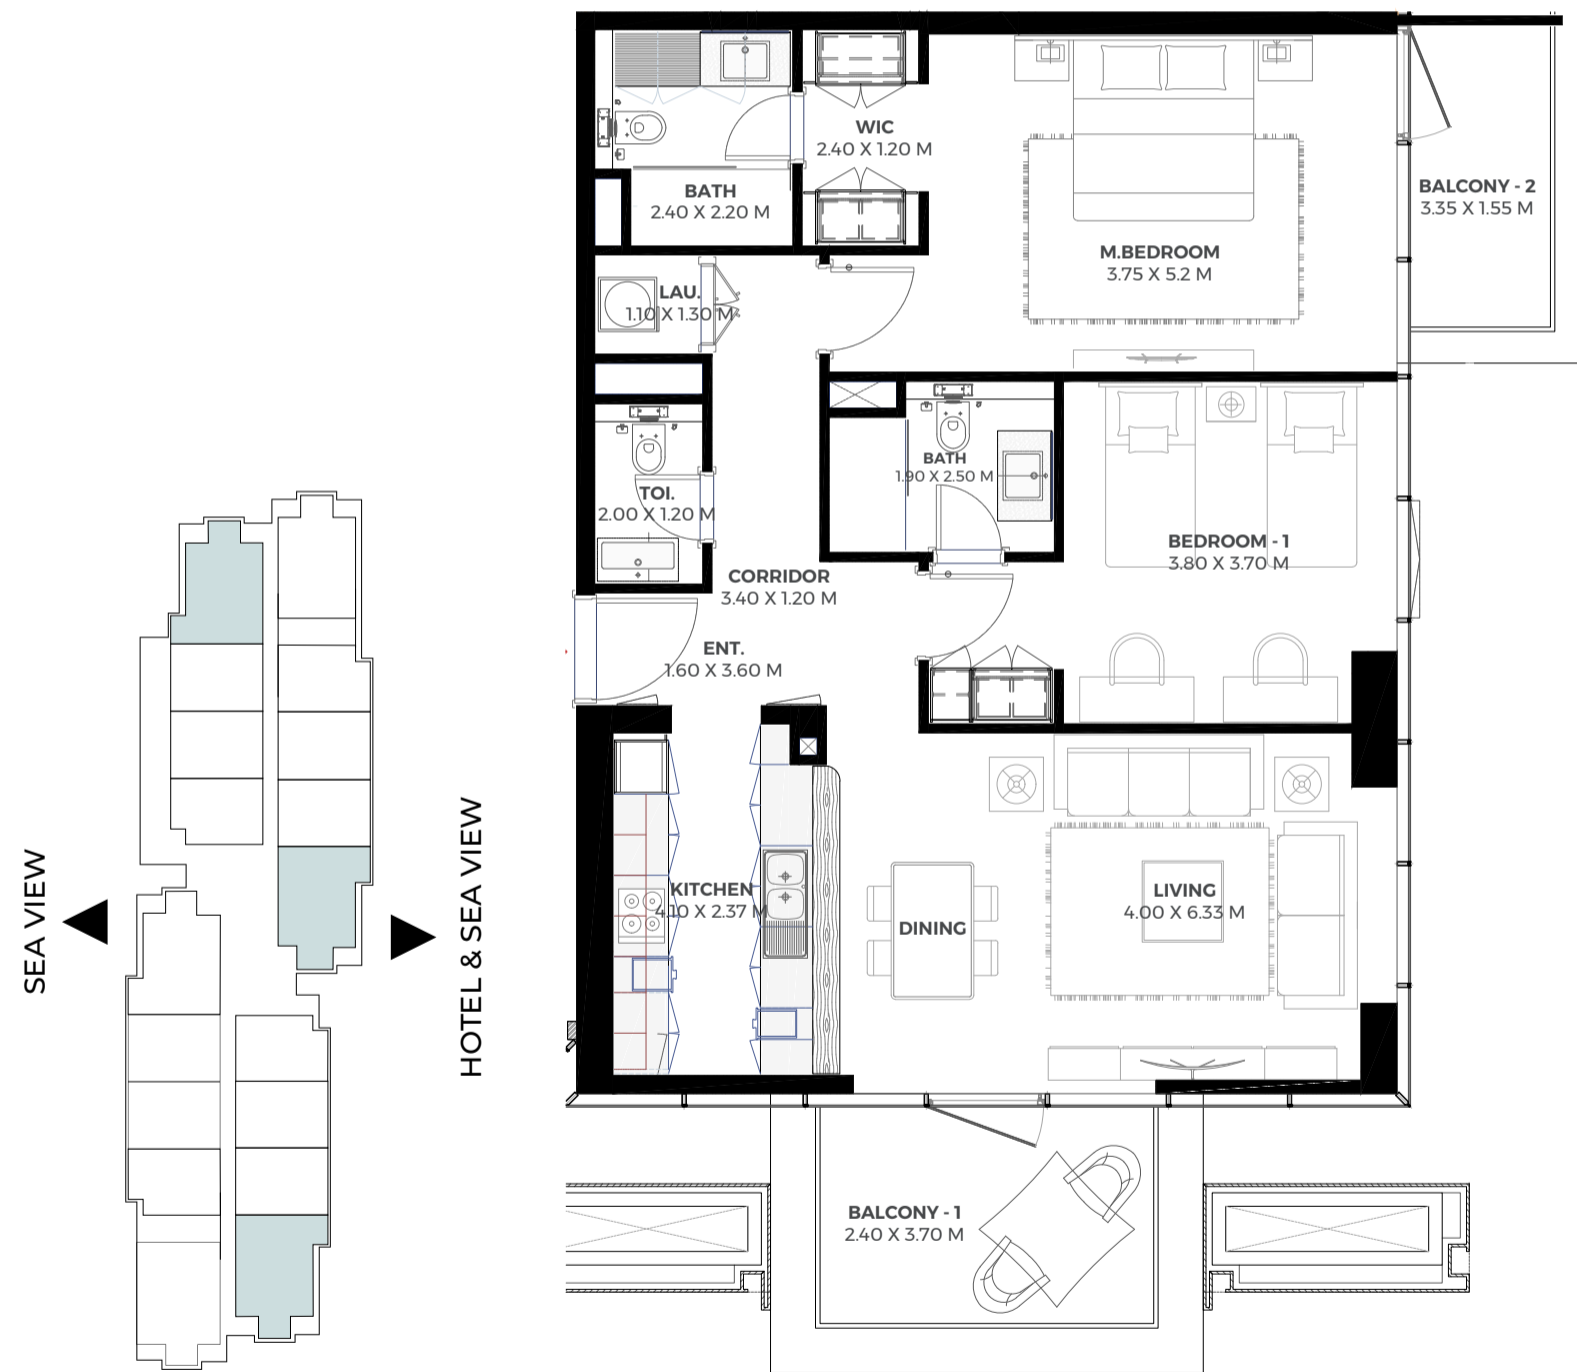 WIC
2.40 X 1.20 M
BATH
2.40 X 2.20 M
BALCONY - 2
3.35 X 1.55 M
M.BEDROOM
3.75 X 5.2 M
LAU.
1.10 X 1.30 M
BATH
1.90 X 2.50 M
TOI.
2.00 X 1.20 M
BEDROOM - 1
3.80 X 3.70 M
CORRIDOR
3.40 X 1.20 M
ENT.
1.60 X 3.60 M
KITCHEN
4.10 X 2.37 M
LIVING
4.00 X 6.33 M
DINING
BALCONY - 1
2.40 X 3.70 M
SEA VIEW
HOTEL & SEA VIEW